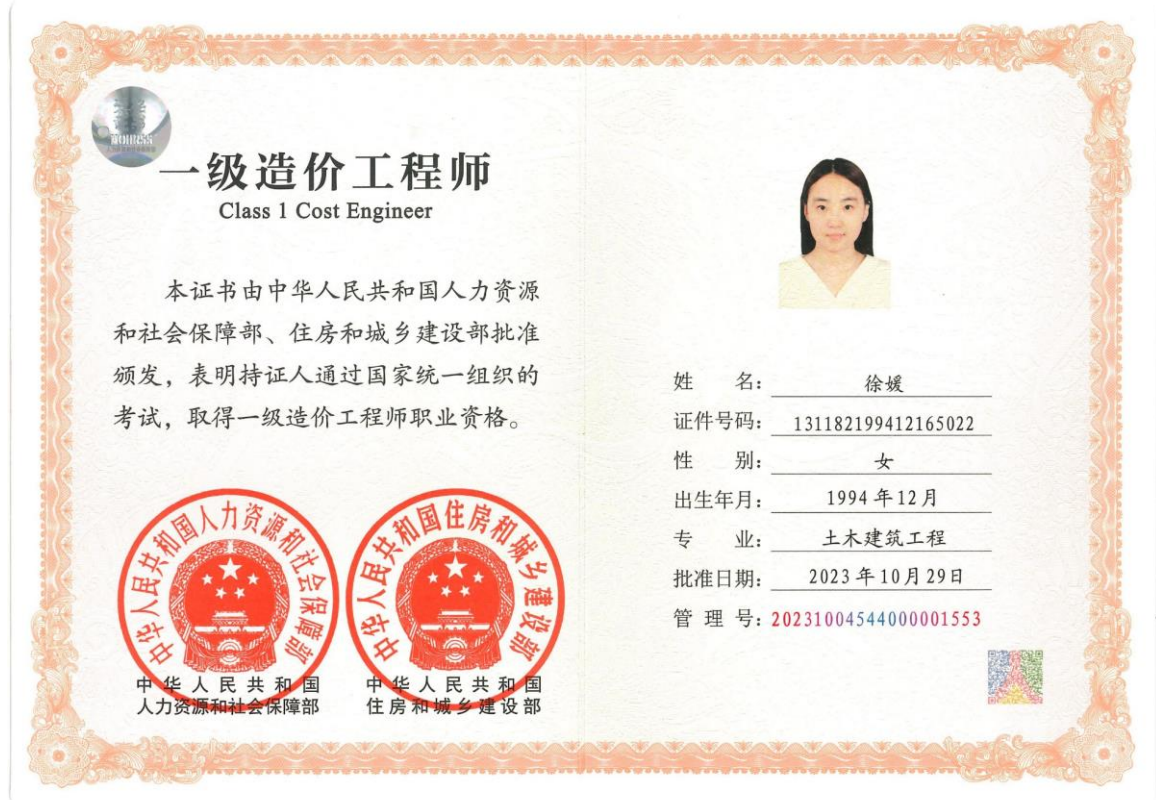 一级造价工程师
Class 1 Cost Engineer
本证书由中华人民共和国人力资源
和社会保障部、住房和城乡建设部批准
颁发，表明持证人通过国家统一组织的
考试，取得一级造价工程师职业资格。
中华人民共和国人力资源和社会保障部
中华人民共和国住房和城乡建设部
中华人民共和国
人力资源和社会保障部
中华人民共和国
住房和城乡建设部
姓名：徐媛
证件号码：131182199412165022
性别：女
出生年月：1994年12月
专业：土木建筑工程
批准日期：2023年10月29日
管理号：20231004544000001553